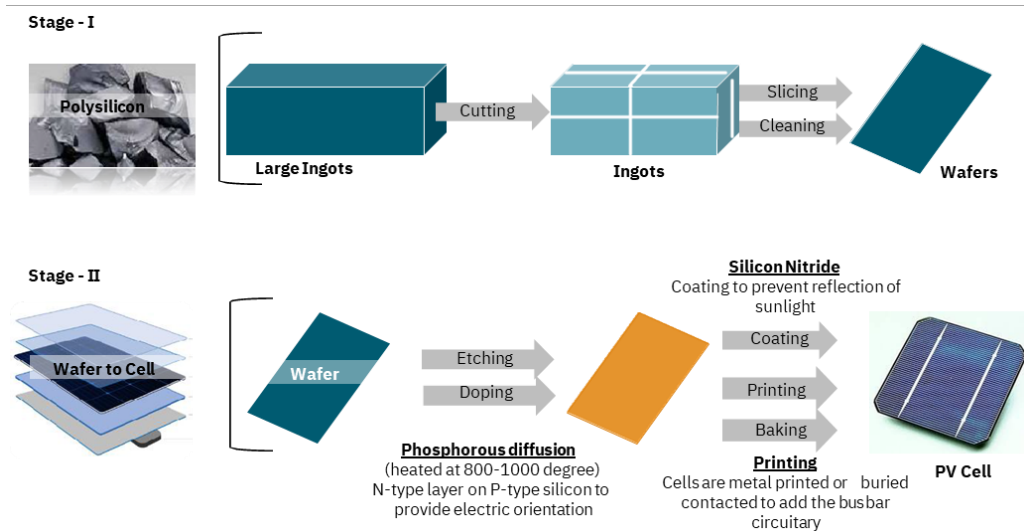 Stage - I
Polysilicon
Large Ingots
Cutting
Ingots
Slicing
Cleaning
Wafers
Stage - II
Wafer to Cell
Wafer
Etching
Doping
Phosphorous diffusion
(heated at 800-1000 degree)
N-type layer on P-type silicon to
provide electric orientation
Silicon Nitride
Coating to prevent reflection of
sunlight
Coating
Printing
Baking
Printing
Cells are metal printed or buried
contacted to add the busbar
circuitary
PV Cell